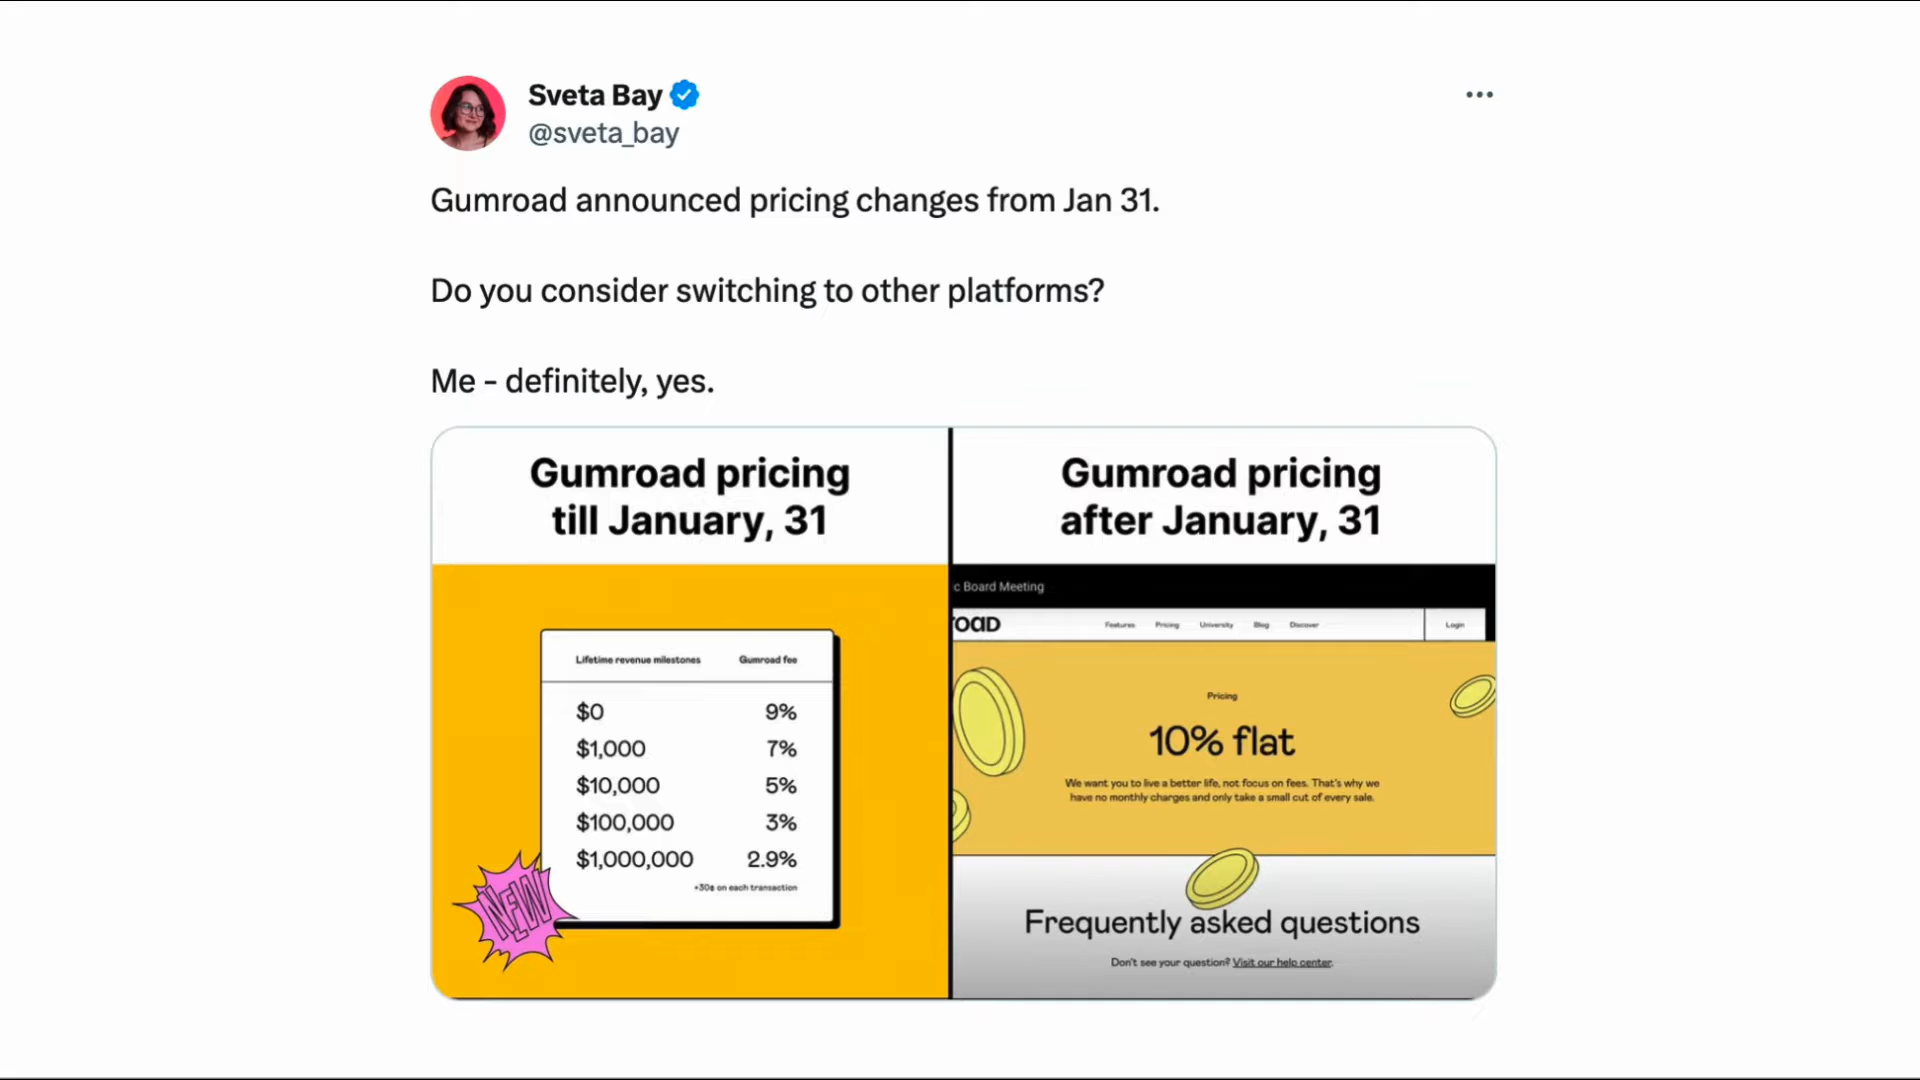 Sveta Bay
@sveta_bay
Gumroad announced pricing changes from Jan 31.
Do you consider switching to other platforms?
Me - definitely, yes.
Gumroad pricing
till January, 31
Lifetime revenue milestones Gumroad fee
$0 9%
$1,000 7%
$10,000 5%
$100,000 3%
$1,000,000 2.9%
+30¢ on each transaction
NEW
Gumroad pricing
after January, 31
c Board Meeting
road Features Pricing University Blog Discover Login
Pricing
10% flat
We want you to live a better life, not focus on fees. That's why we
have no monthly charges and only take a small cut of every sale.
Frequently asked questions
Don't see your question? Visit our help center.